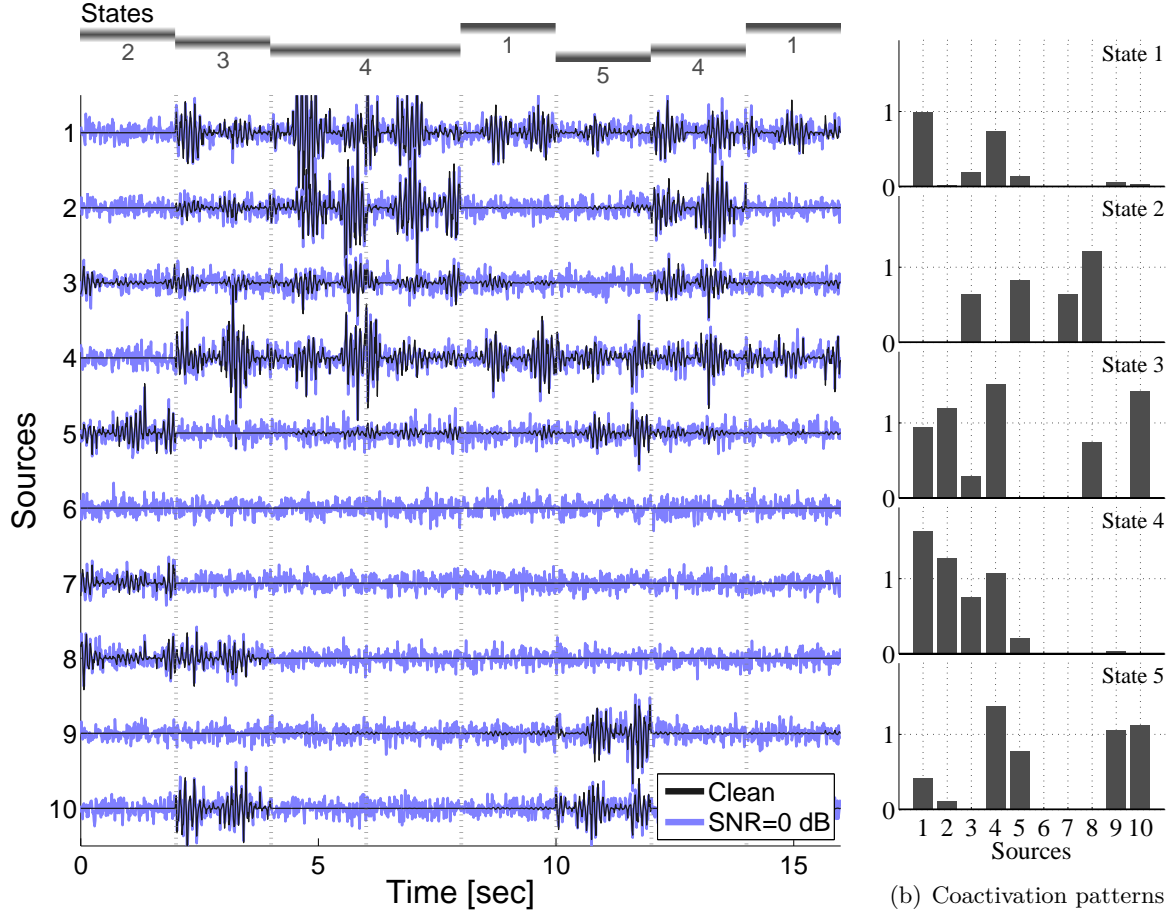 States
2
3
4
1
5
4
1
Sources
1
2
3
4
5
6
7
8
9
10
Clean
SNR=0 dB
0
5
10
15
Time [sec]
State 1
1
0
State 2
1
0
State 3
1
0
State 4
1
0
State 5
1
0
1 2 3 4 5 6 7 8 9 10
Sources
(b) Coactivation patterns